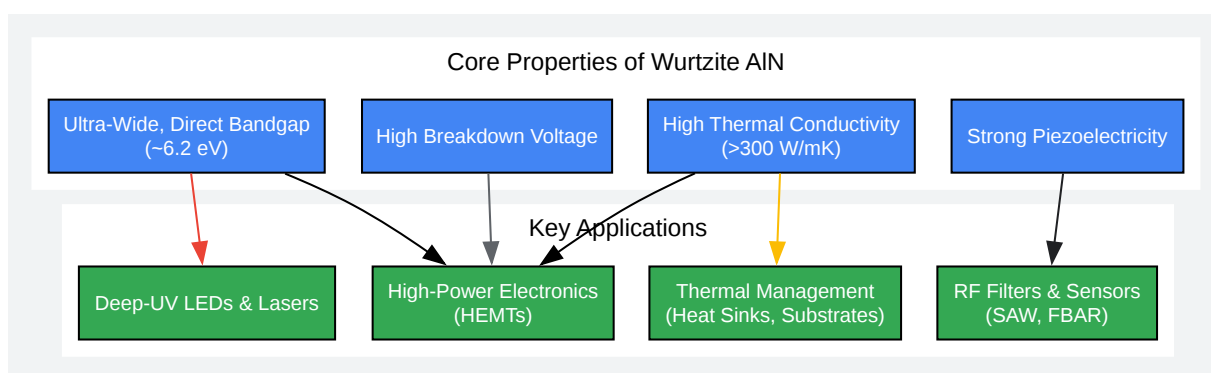 Core Properties of Wurtzite AlN
Ultra-Wide, Direct Bandgap
(~6.2 eV)
High Breakdown Voltage
High Thermal Conductivity
(>300 W/mK)
Strong Piezoelectricity
Key Applications
Deep-UV LEDs & Lasers
High-Power Electronics
(HEMTs)
Thermal Management
(Heat Sinks, Substrates)
RF Filters & Sensors
(SAW, FBAR)